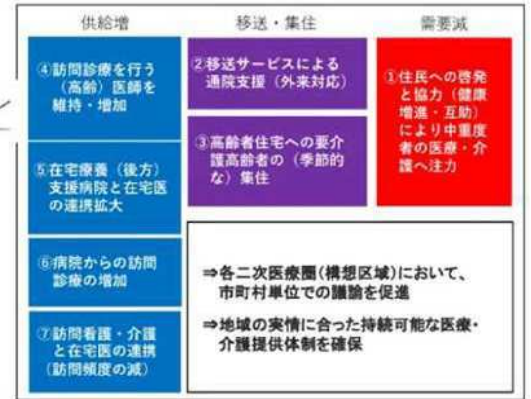 供給増
移送・集住
需要減
④訪問診療を行う
（高齢）医師を
維持・増加
②移送サービスによる
通院支援（外来対応）
①住民への啓発
と協力（健康
増進・互助）
により中重度
者の医療・介
護へ注力
③高齢者住宅への要介
護高齢者の（季節的
な）集住
⑤在宅療養（後方）
支援病院と在宅医
の連携拡大
⑥病院からの訪問
診療の増加
⑦訪問看護・介護
と在宅医の連携
（訪問頻度の減）
⇒各二次医療圏（構想区域）において、
市町村単位での議論を促進
⇒地域の実情に合った持続可能な医療・
介護提供体制を確保